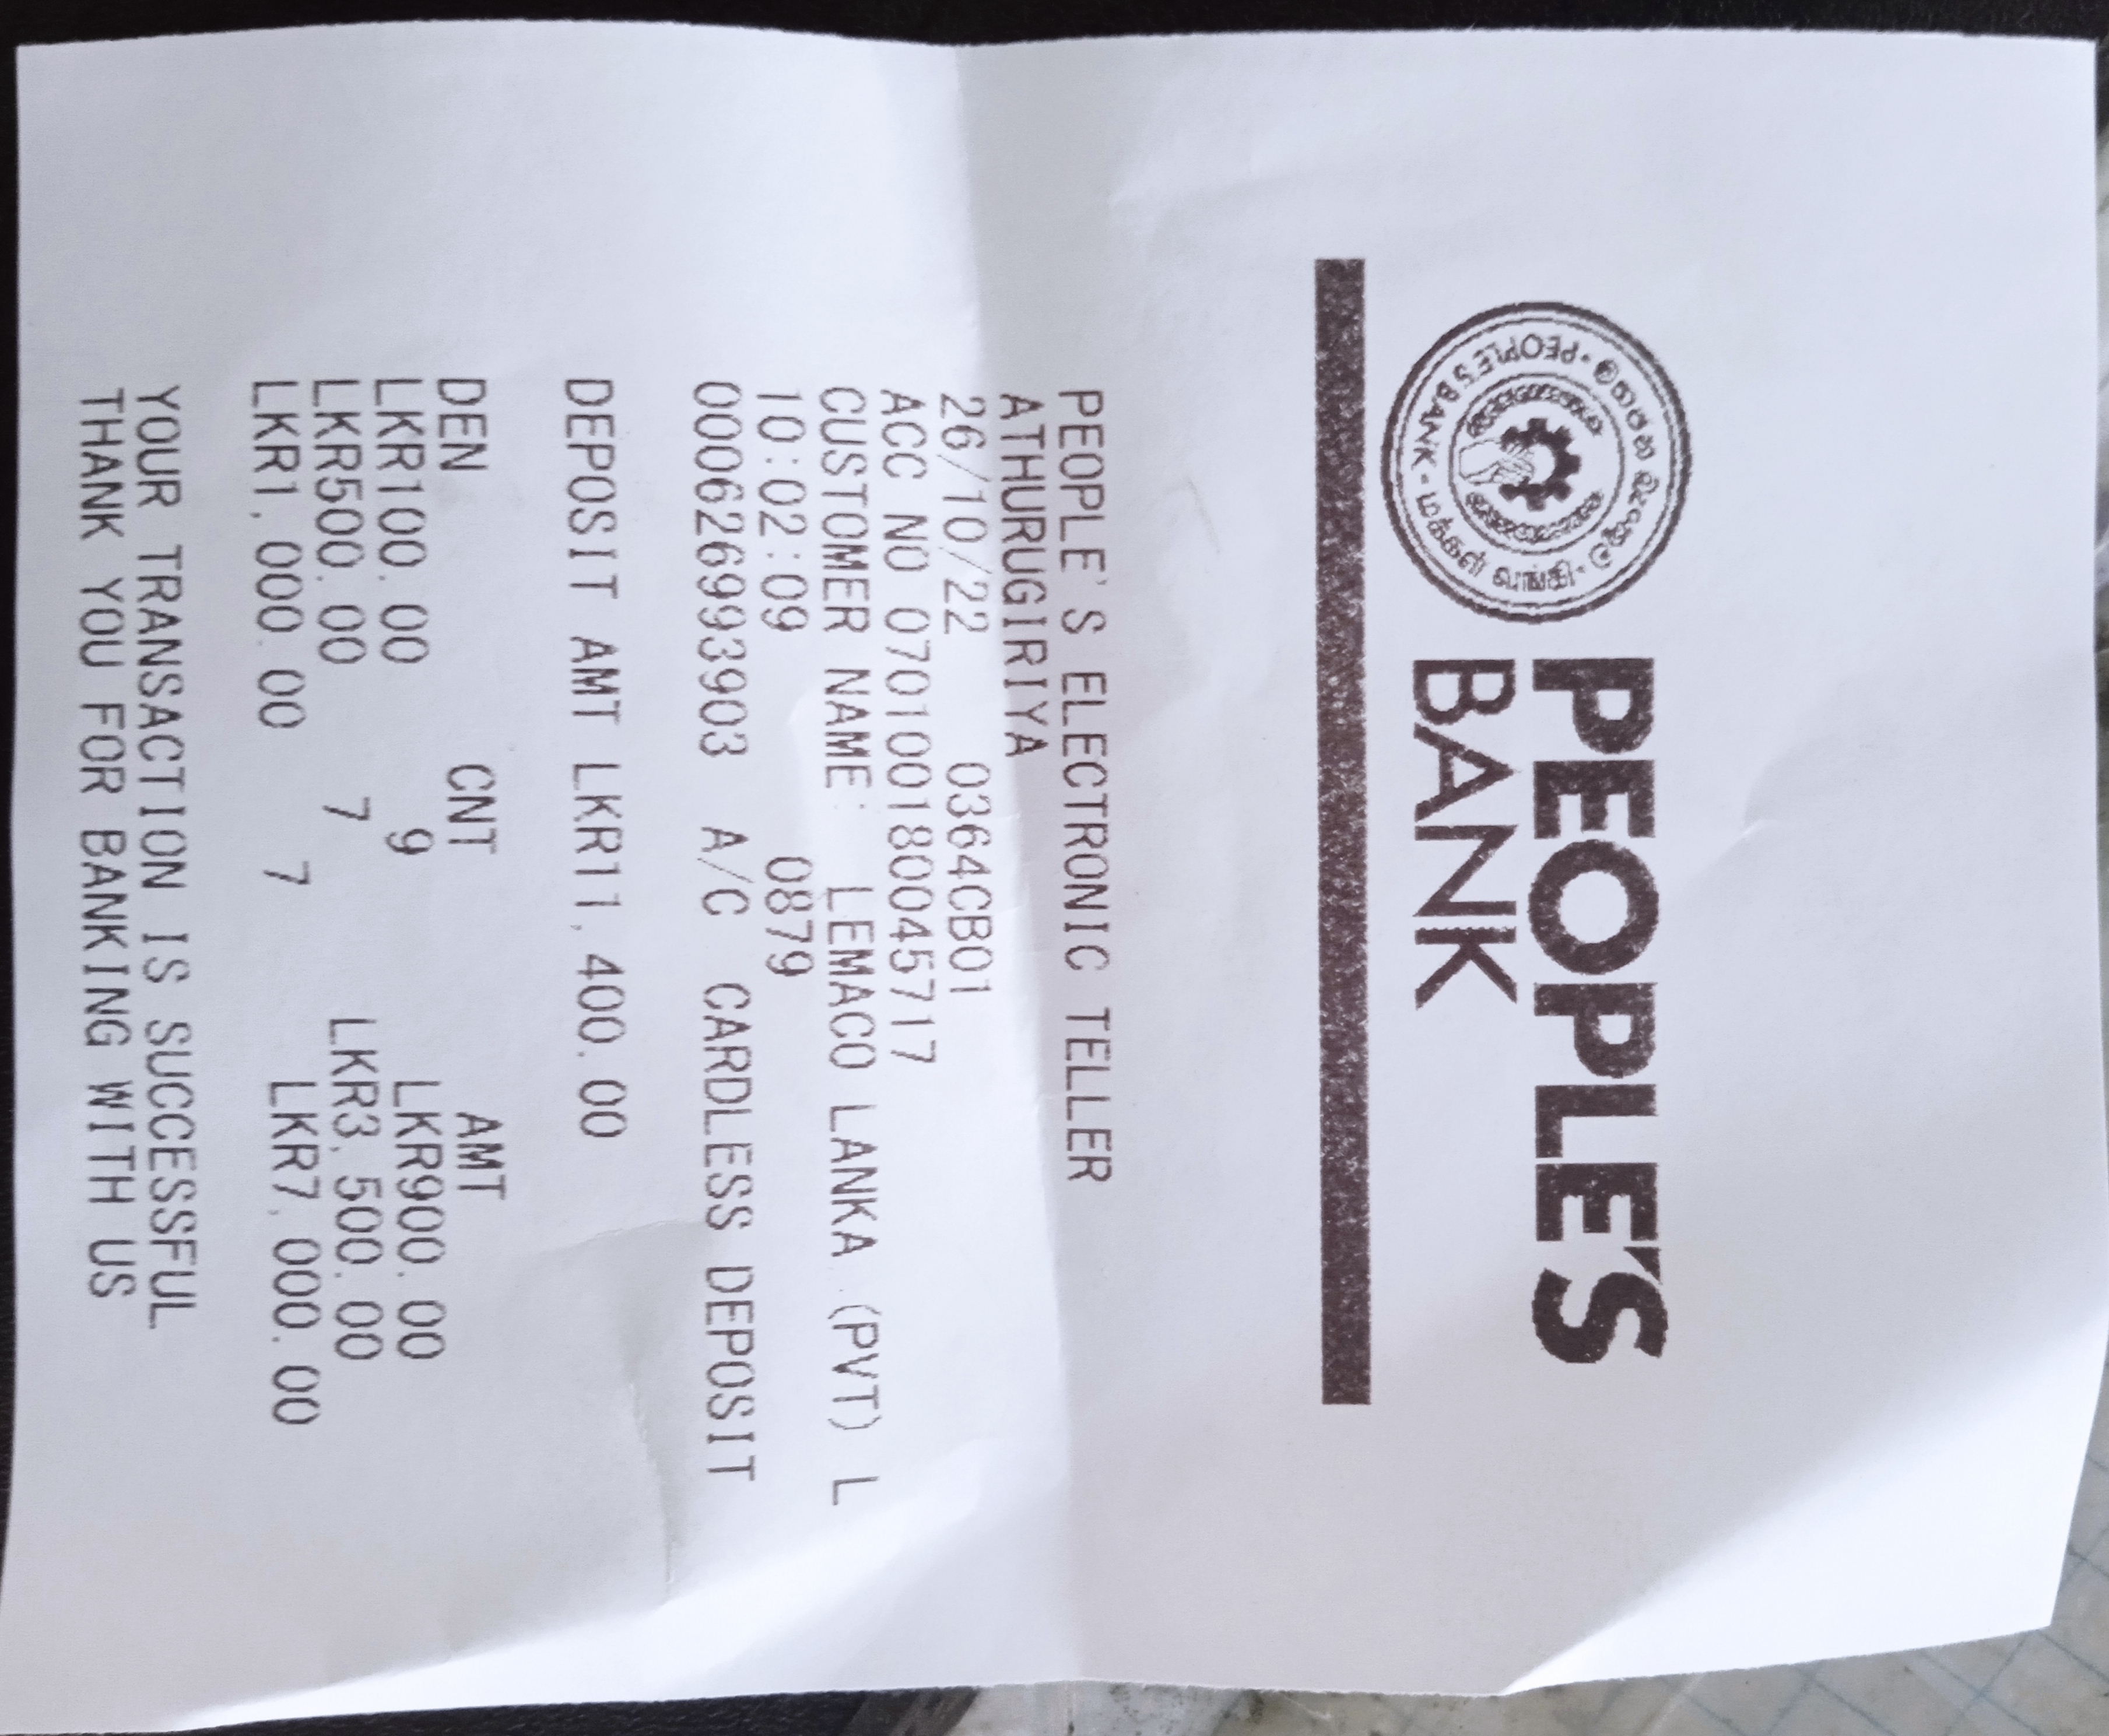 PEOPLE'S
BANK
PEOPLE'S BANK · மக்கள் வங்கி
PEOPLE'S ELECTRONIC TELLER
ATHURUGIRIYA
26/10/22 0364CB01
ACC NO 070100180045717
CUSTOMER NAME: LEMACO LANKA (PVT) L
10:02:09 0879
000626993903 A/C CARDLESS DEPOSIT
DEPOSIT AMT LKR11,400.00
DEN CNT AMT
LKR100.00 9 LKR900.00
LKR500.00 7 LKR3,500.00
LKR1,000.00 7 LKR7,000.00
YOUR TRANSACTION IS SUCCESSFUL
THANK YOU FOR BANKING WITH US